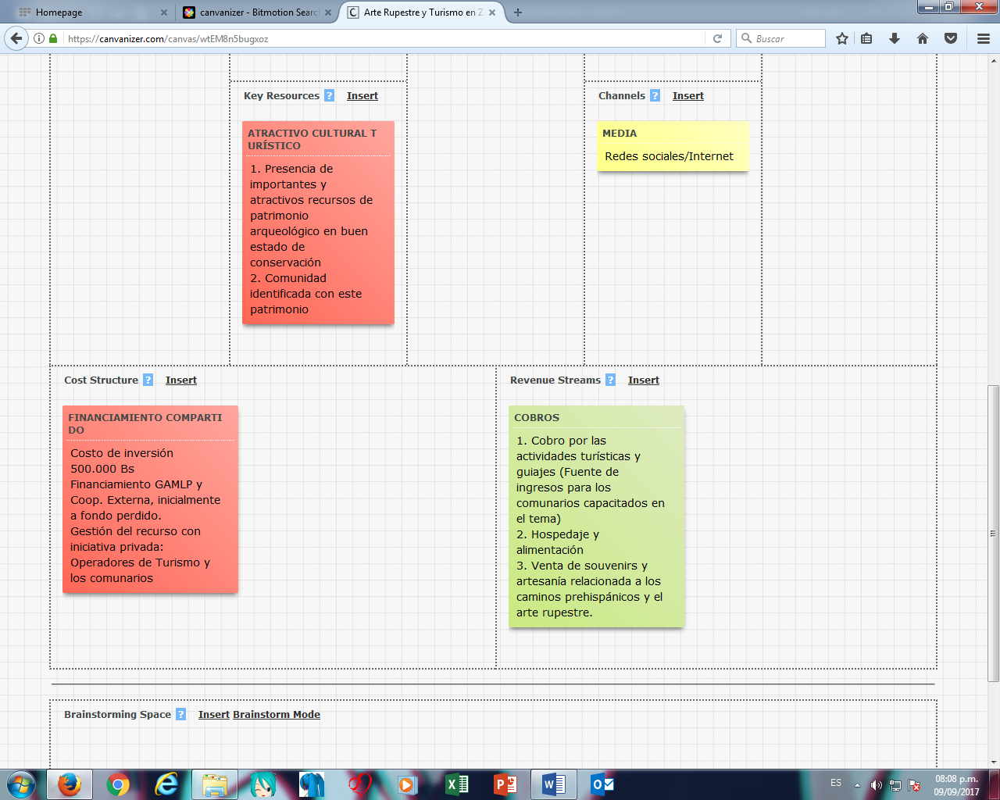 Homepage
canvanizer - Bitmotion Searc
Arte Rupestre y Turismo en Z
https://canvanizer.com/canvas/wtEM8n5bugxoz
Buscar
Key Resources ? Insert
ATRACTIVO CULTURAL T
URÍSTICO
1. Presencia de
importantes y
atractivos recursos de
patrimonio
arqueológico en buen
estado de
conservación
2. Comunidad
identificada con este
patrimonio
Channels ? Insert
MEDIA
Redes sociales/Internet
Cost Structure ? Insert
FINANCIAMIENTO COMPARTI
DO
Costo de inversión
500.000 Bs
Financiamiento GAMLP y
Coop. Externa, inicialmente
a fondo perdido.
Gestión del recurso con
iniciativa privada:
Operadores de Turismo y
los comunarios
Revenue Streams ? Insert
COBROS
1. Cobro por las
actividades turísticas y
guiajes (Fuente de
ingresos para los
comunarios capacitados en
el tema)
2. Hospedaje y
alimentación
3. Venta de souvenirs y
artesanía relacionada a los
caminos prehispánicos y el
arte rupestre.
Brainstorming Space ? Insert Brainstorm Mode
ES
08:08 p.m.
09/09/2017